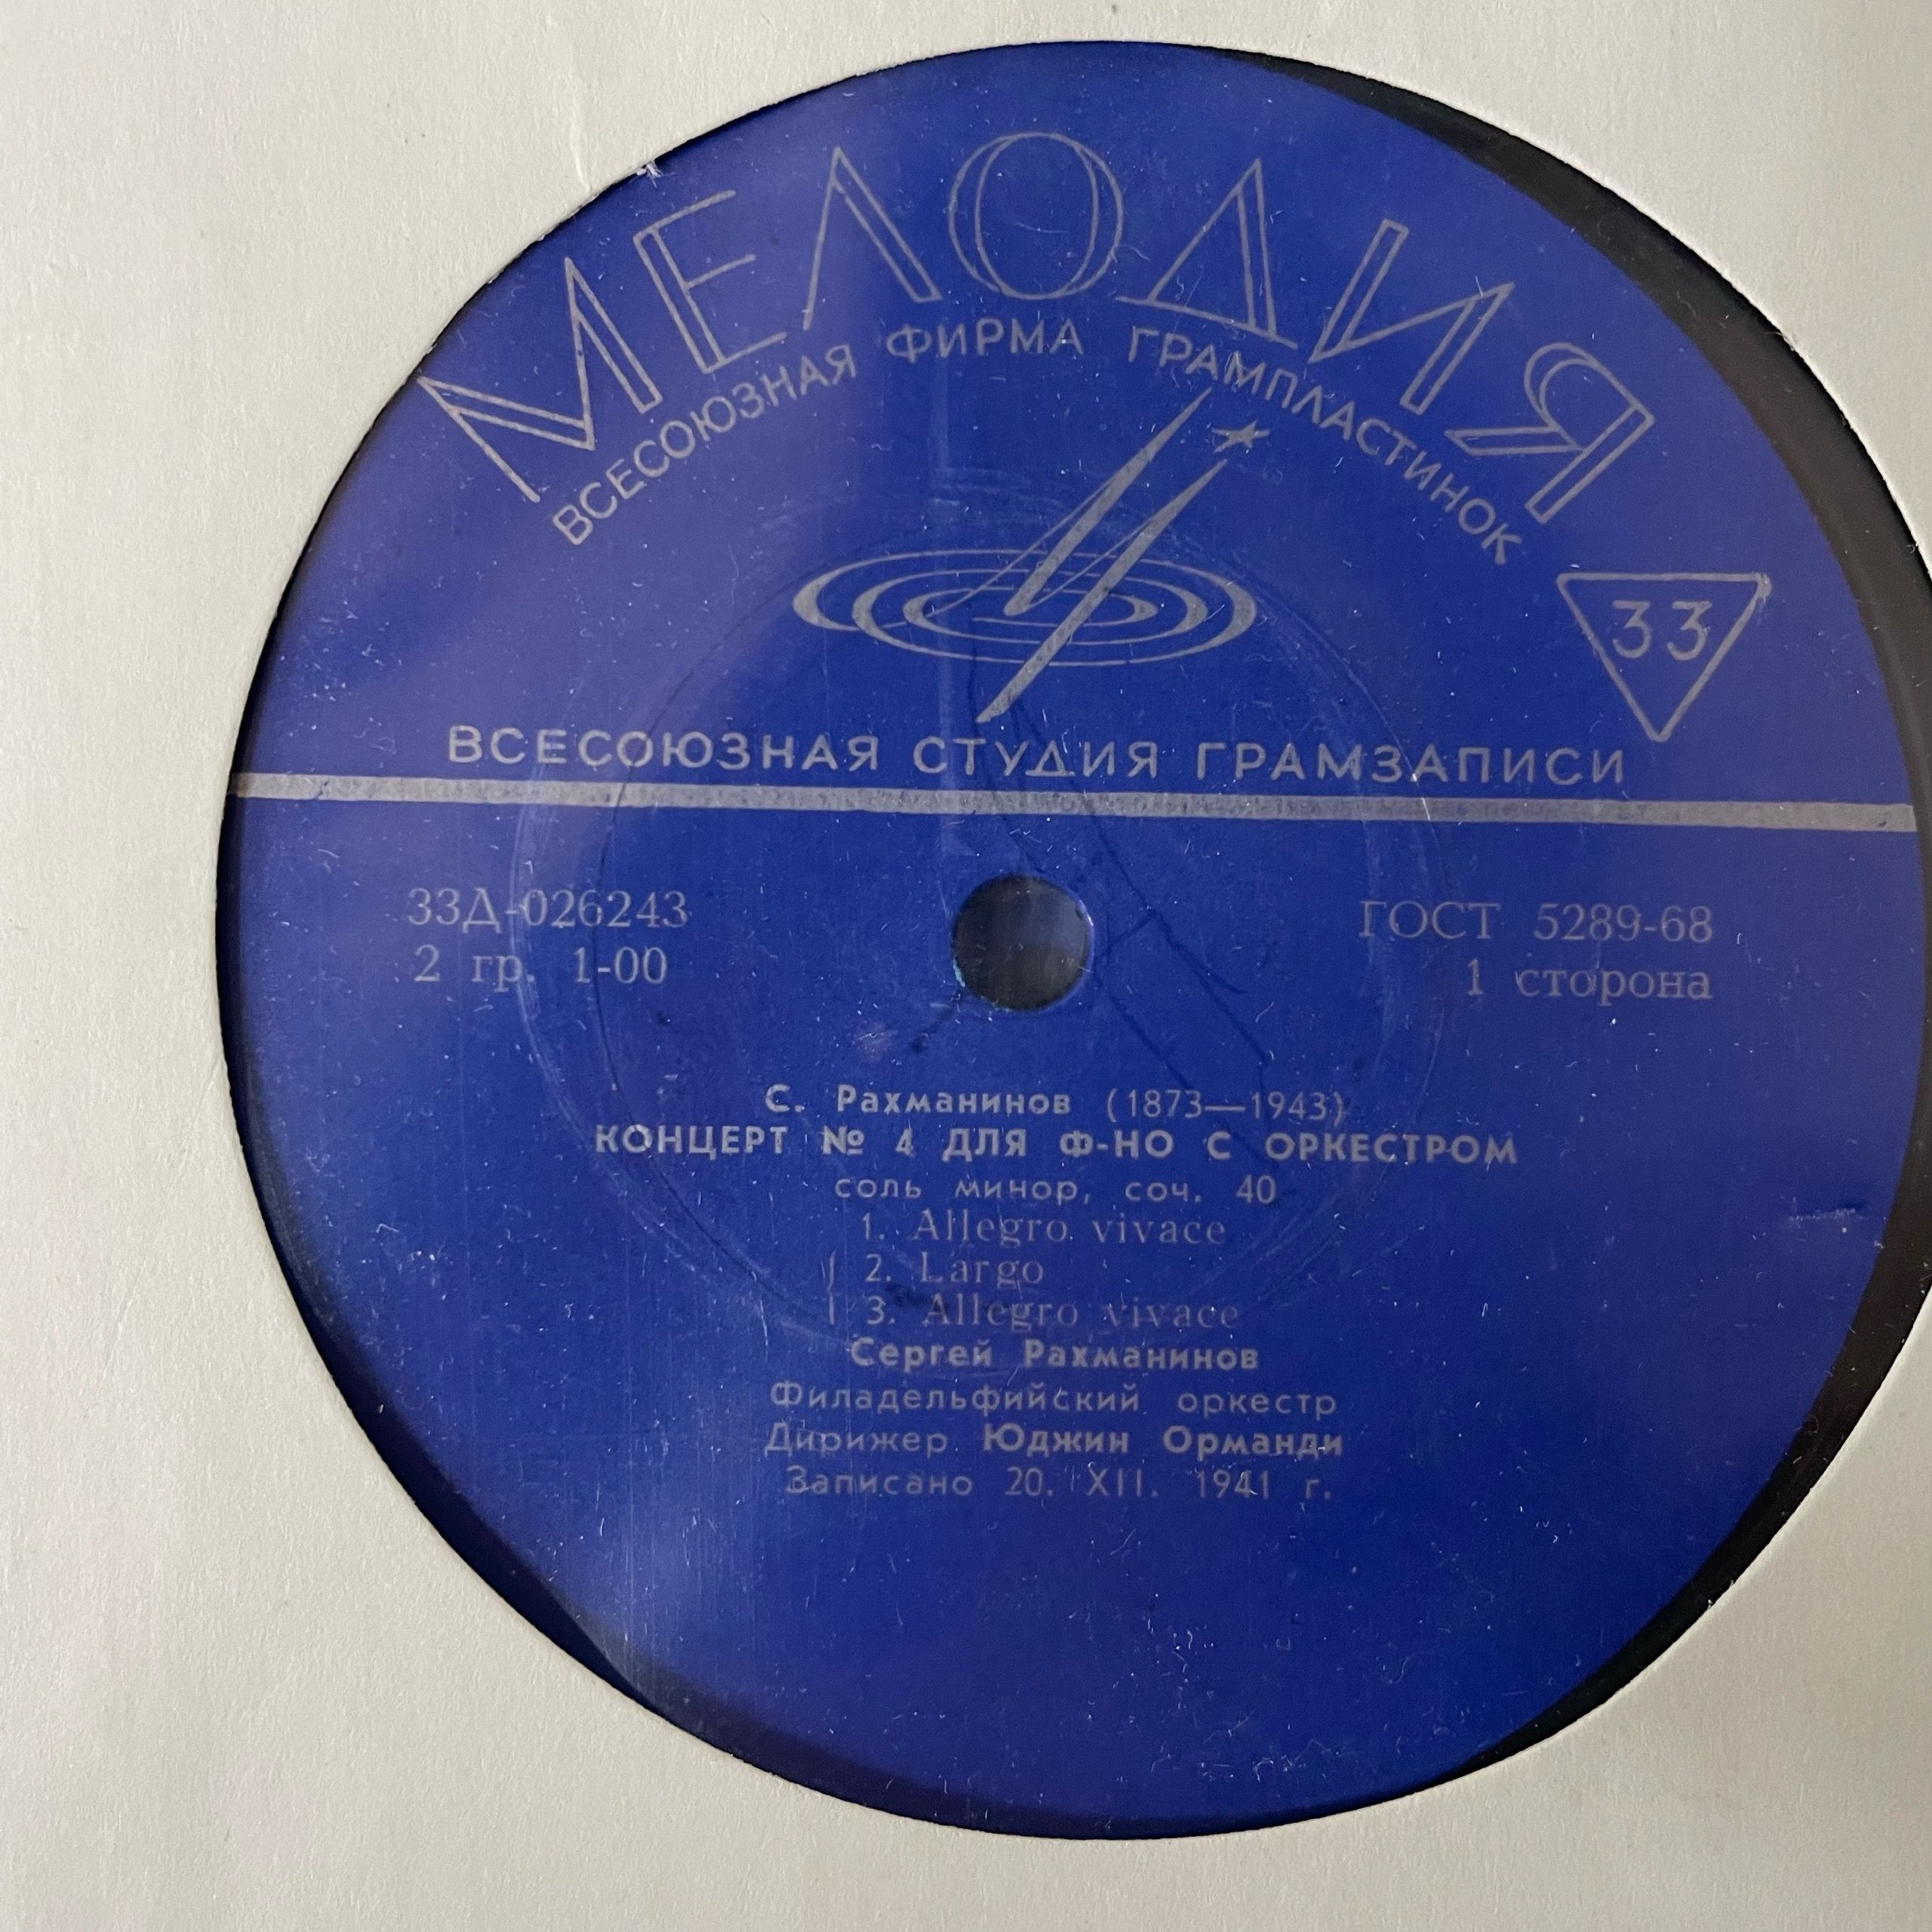 МЕЛОДИЯ
ВСЕСОЮЗНАЯ ФИРМА ГРАМПЛАСТИНОК
33
ВСЕСОЮЗНАЯ СТУДИЯ ГРАМЗАПИСИ
33Д-026243
2 гр. 1-00
ГОСТ 5289-68
1 сторона
С. Рахманинов (1873—1943)
КОНЦЕРТ № 4 ДЛЯ Ф-НО С ОРКЕСТРОМ
соль минор, соч. 40
1. Allegro vivace
2. Largo
3. Allegro vivace
Сергей Рахманинов
Филадельфийский оркестр
Дирижер Юджин Орманди
Записано 20. XII. 1941 г.